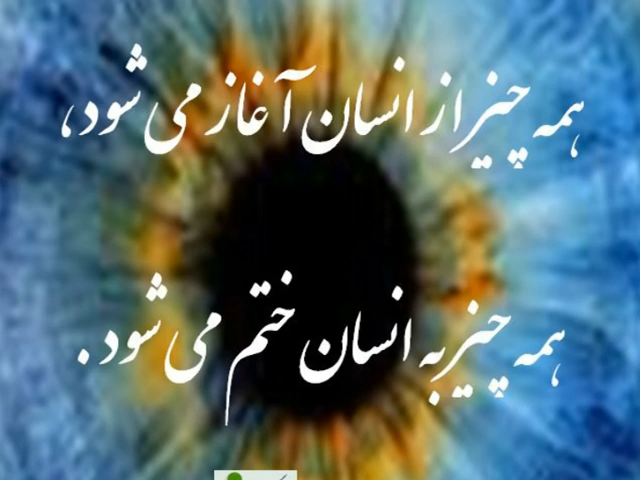 همه چیز از انسان آغاز می شود،
همه چیز به انسان ختم می شود.